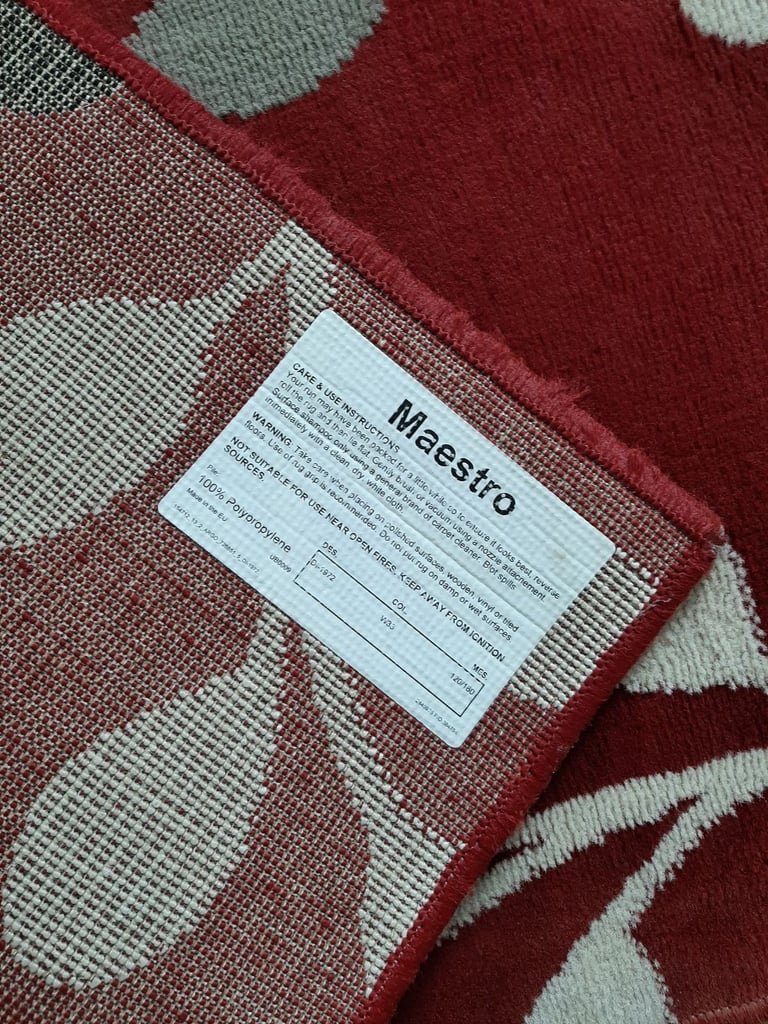 Maestro
CARE & USE INSTRUCTIONS
Your rug may have been packed for a little while so to ensure it looks best, reverse
roll the rug and then lie flat. Gently brush or vacuum using a nozzle attachment.
Surface shampoo only using a general brand of carpet cleaner. Blot spills
immediately with a clean, dry, white cloth.
WARNING. Take care when placing on polished surfaces, wooden, vinyl or tiled
floors. Use of rug grip is recommended. Do not put rug on damp or wet surfaces.
NOT SUITABLE FOR USE NEAR OPEN FIRES. KEEP AWAY FROM IGNITION
SOURCES.
Pile:
100% Polypropylene
Made in the EU
DES. COL. MES.
W33 120/180